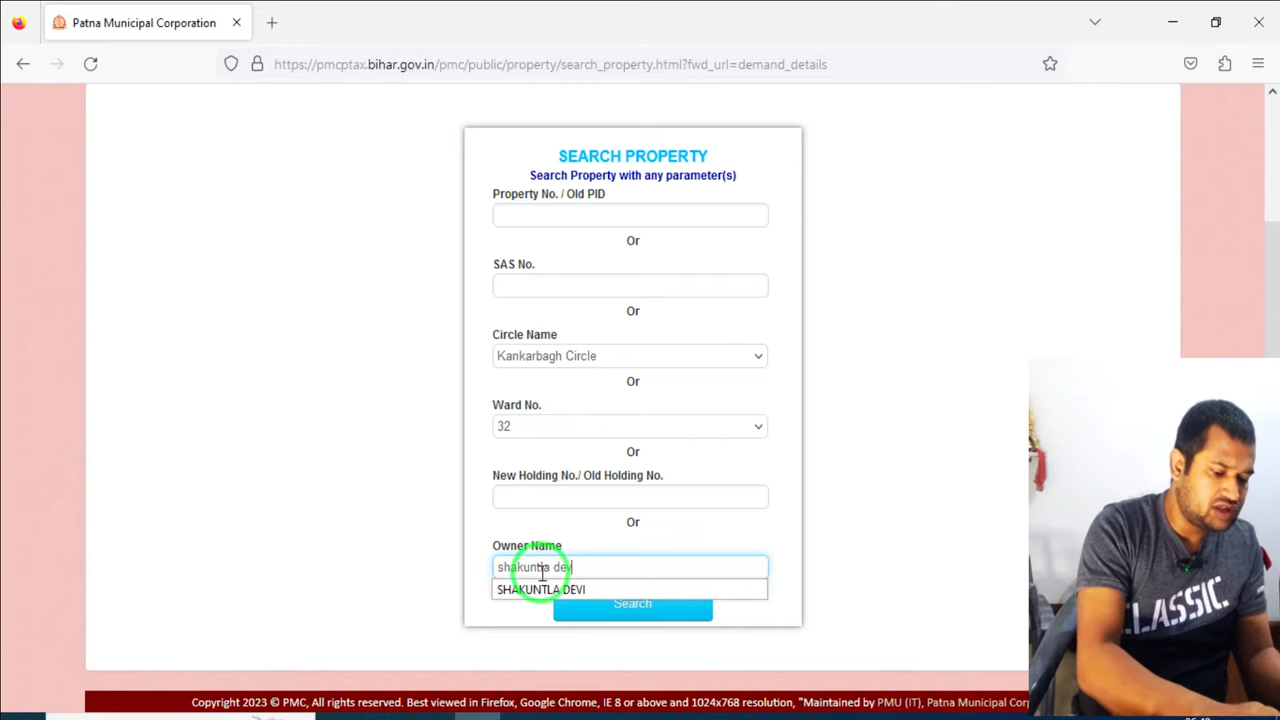 Patna Municipal Corporation
https://pmcptax.bihar.gov.in/pmc/public/property/search_property.html?fwd_url=demand_details
SEARCH PROPERTY
Search Property with any parameter(s)
Property No. / Old PID
Or
SAS No.
Or
Circle Name
Kankarbagh Circle
Or
Ward No.
32
Or
New Holding No./ Old Holding No.
Or
Owner Name
shakuntla dev
SHAKUNTLA DEVI
Search
CLASSIC
Copyright 2023 © PMC, All rights reserved. Best viewed in Firefox, Google Chrome, IE 8 or above and 1024x768 resolution, "Maintained by PMU (IT), Patna Municipal Cor